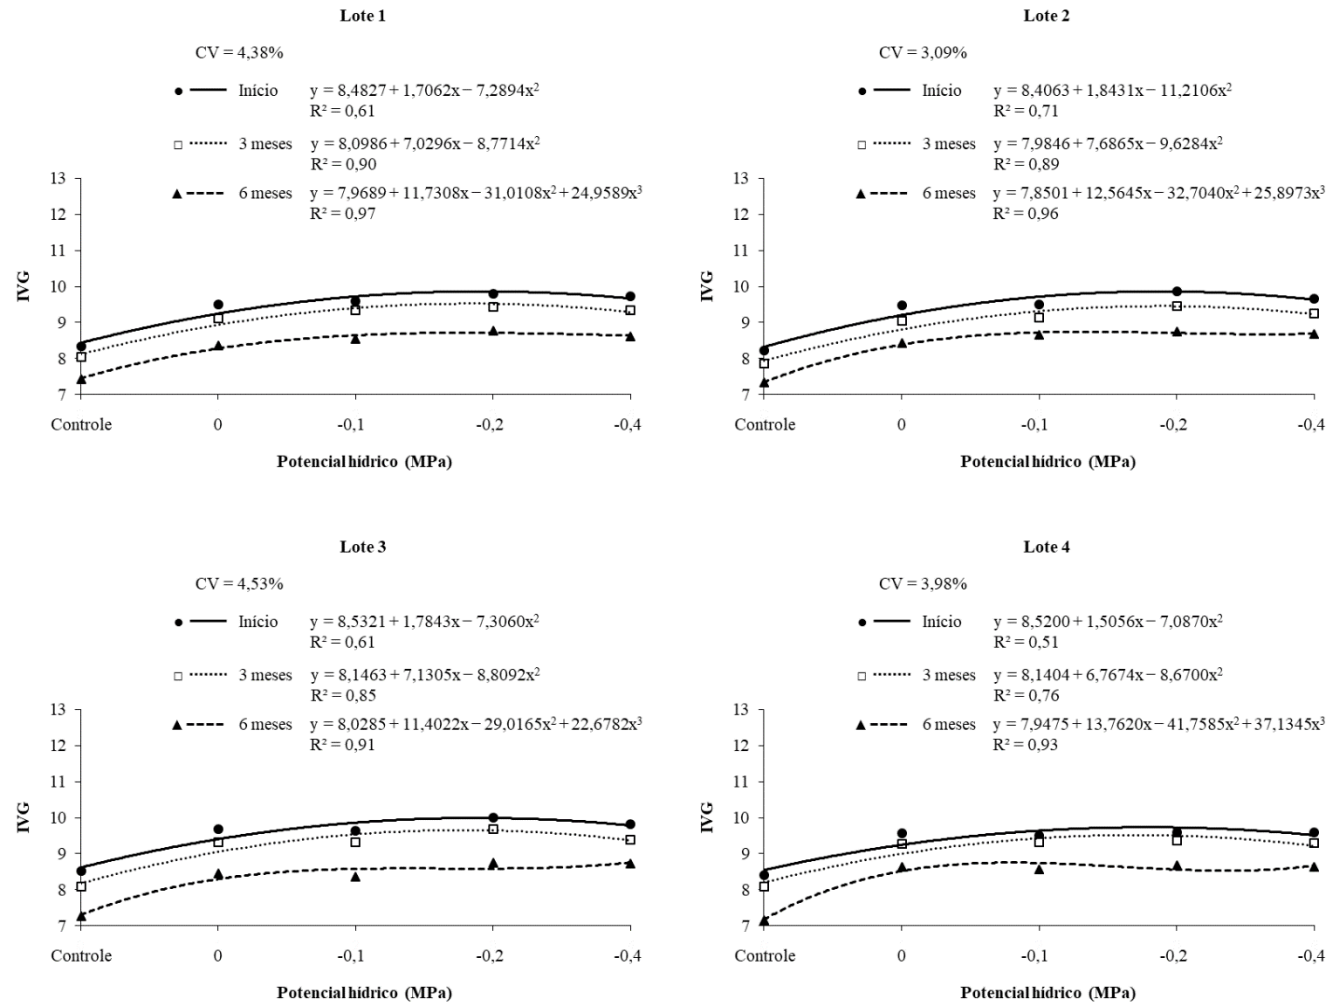 Lote 1
CV = 4,38%
Início y = 8,4827 + 1,7062x − 7,2894x²
R² = 0,61
3 meses y = 8,0986 + 7,0296x − 8,7714x²
R² = 0,90
6 meses y = 7,9689 + 11,7308x − 31,0108x² + 24,9589x³
R² = 0,97
13
12
11
10
9
8
7
IVG
Controle 0 -0,1 -0,2 -0,4
Potencial hídrico (MPa)
Lote 2
CV = 3,09%
Início y = 8,4063 + 1,8431x − 11,2106x²
R² = 0,71
3 meses y = 7,9846 + 7,6865x − 9,6284x²
R² = 0,89
6 meses y = 7,8501 + 12,5645x − 32,7040x² + 25,8973x³
R² = 0,96
13
12
11
10
9
8
7
IVG
Controle 0 -0,1 -0,2 -0,4
Potencial hídrico (MPa)
Lote 3
CV = 4,53%
Início y = 8,5321 + 1,7843x − 7,3060x²
R² = 0,61
3 meses y = 8,1463 + 7,1305x − 8,8092x²
R² = 0,85
6 meses y = 8,0285 + 11,4022x − 29,0165x² + 22,6782x³
R² = 0,91
13
12
11
10
9
8
7
IVG
Controle 0 -0,1 -0,2 -0,4
Potencial hídrico (MPa)
Lote 4
CV = 3,98%
Início y = 8,5200 + 1,5056x − 7,0870x²
R² = 0,51
3 meses y = 8,1404 + 6,7674x − 8,6700x²
R² = 0,76
6 meses y = 7,9475 + 13,7620x − 41,7585x² + 37,1345x³
R² = 0,93
13
12
11
10
9
8
7
IVG
Controle 0 -0,1 -0,2 -0,4
Potencial hídrico (MPa)